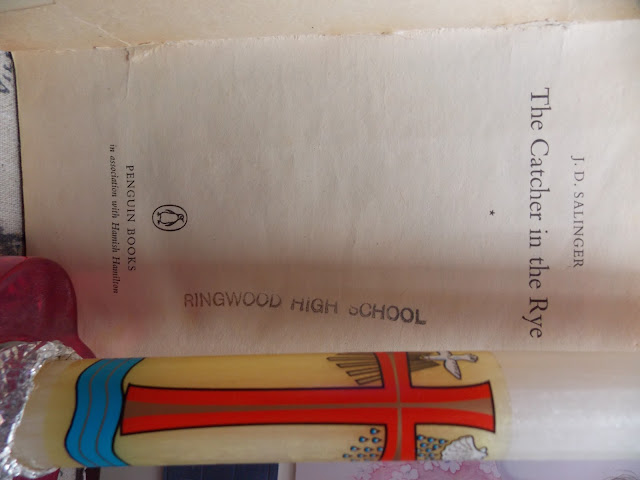 J. D. SALINGER
The Catcher in the Rye
*
RINGWOOD HIGH SCHOOL
PENGUIN BOOKS
in association with Hamish Hamilton